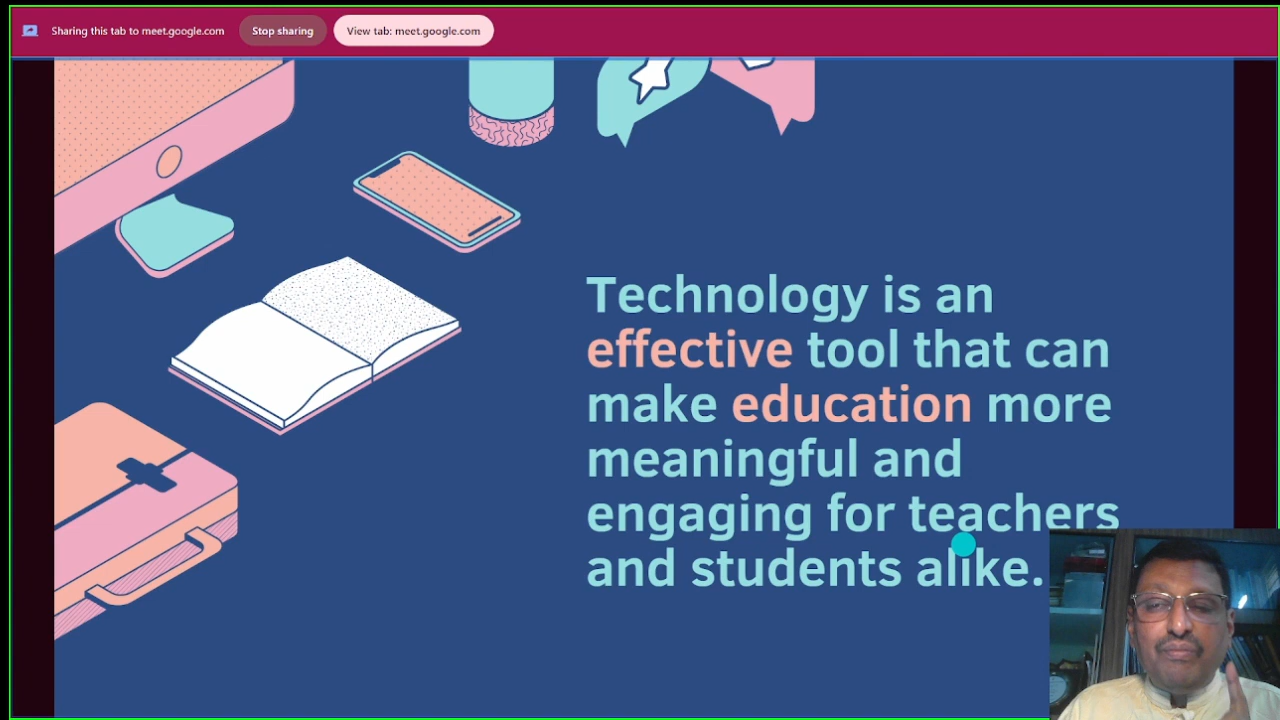 Sharing this tab to meet.google.com
Stop sharing
View tab: meet.google.com
Technology is an
effective tool that can
make education more
meaningful and
engaging for teachers
and students alike.